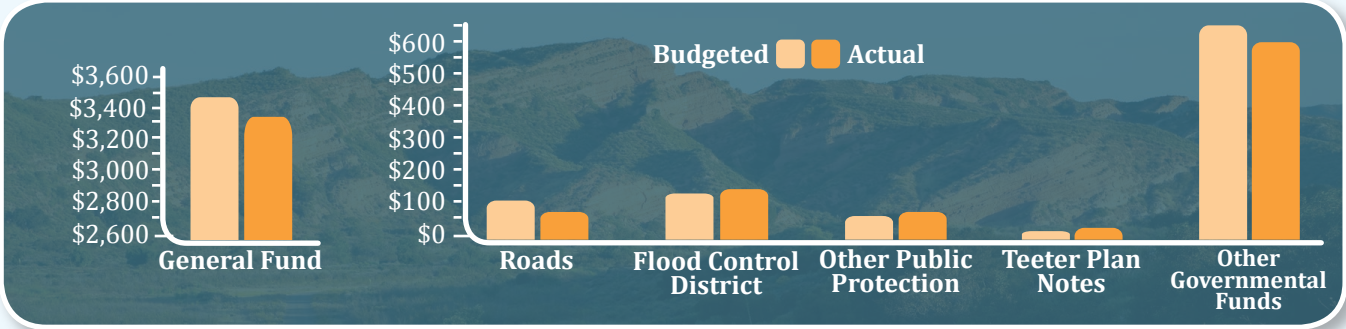 $3,600
$3,400
$3,200
$3,000
$2,800
$2,600
General Fund
$600
$500
$400
$300
$200
$100
$0
Budgeted Actual
Roads
Flood Control
District
Other Public
Protection
Teeter Plan
Notes
Other
Governmental
Funds